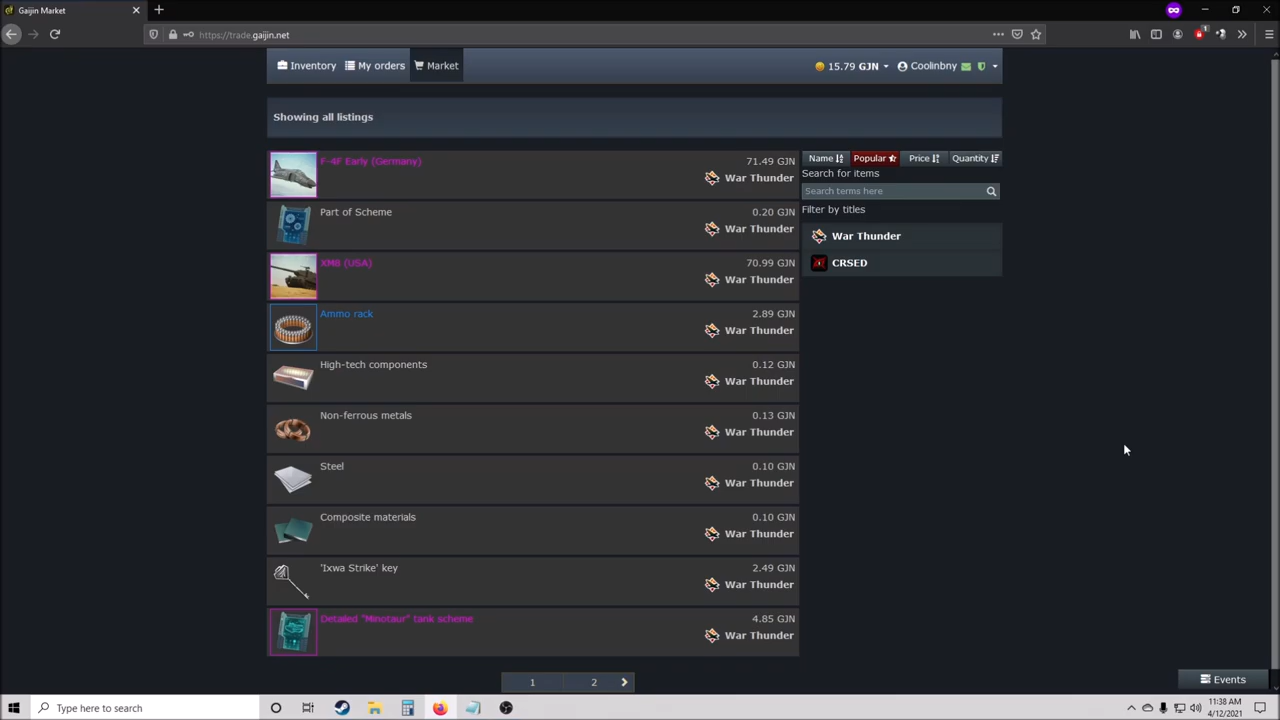 Gaijin Market
https://trade.gaijin.net
1
Inventory
My orders
Market
15.79 GJN
Coolinbny
Showing all listings
F-4F Early (Germany)
71.49 GJN
War Thunder
Part of Scheme
0.20 GJN
War Thunder
XM8 (USA)
70.99 GJN
War Thunder
Ammo rack
2.89 GJN
War Thunder
High-tech components
0.12 GJN
War Thunder
Non-ferrous metals
0.13 GJN
War Thunder
Steel
0.10 GJN
War Thunder
Composite materials
0.10 GJN
War Thunder
'Ixwa Strike' key
2.49 GJN
War Thunder
Detailed "Minotaur" tank scheme
4.85 GJN
War Thunder
1 2
Name Popular Price Quantity
Search for items
Search terms here
Filter by titles
War Thunder
CRSED
Events
Type here to search
11:38 AM
4/12/2021